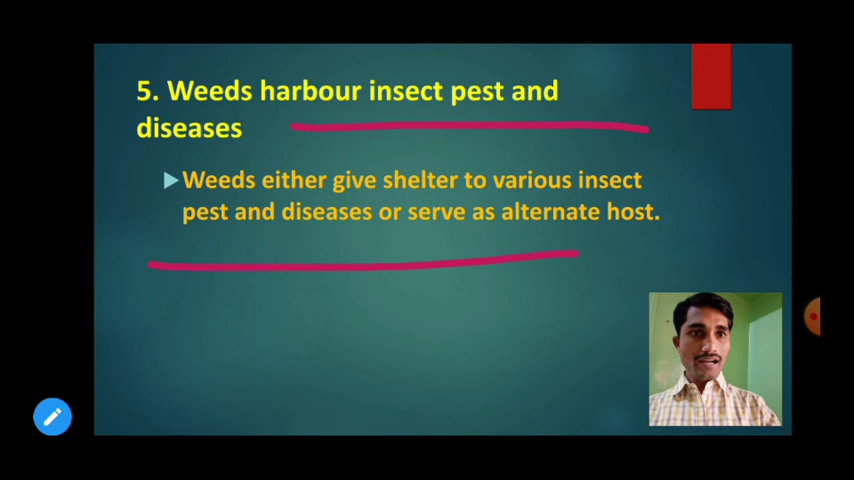 5. Weeds harbour insect pest and
diseases
Weeds either give shelter to various insect
pest and diseases or serve as alternate host.